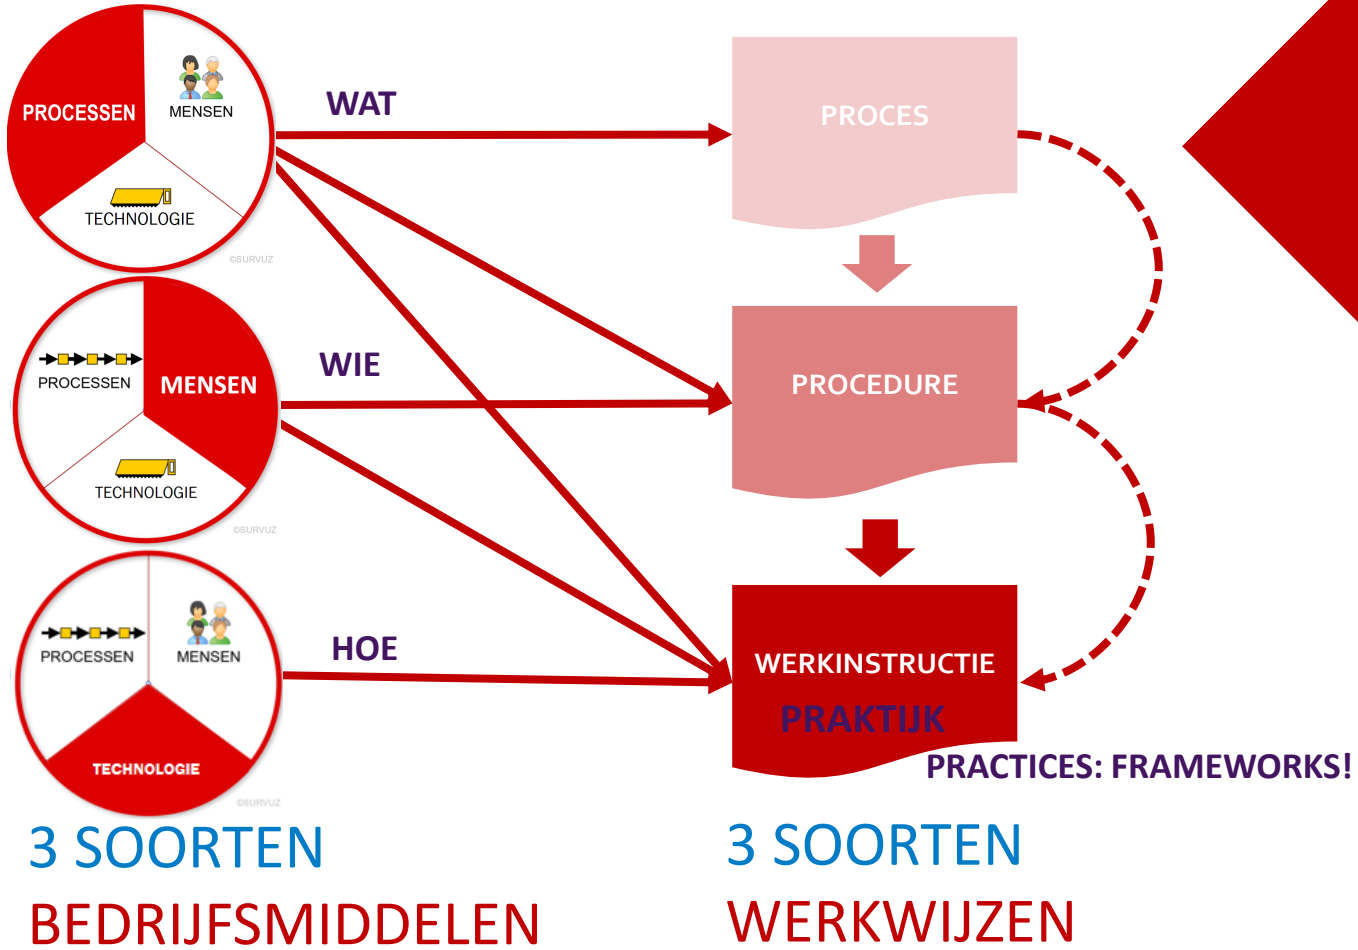 PROCESSEN
MENSEN
TECHNOLOGIE
©SURVUZ
WAT
PROCES
PROCESSEN
MENSEN
TECHNOLOGIE
©SURVUZ
WIE
PROCEDURE
PROCESSEN
MENSEN
TECHNOLOGIE
©SURVUZ
HOE
WERKINSTRUCTIE
PRAKTIJK
PRACTICES: FRAMEWORKS!
3 SOORTEN
BEDRIJFSMIDDELEN
3 SOORTEN
WERKWIJZEN